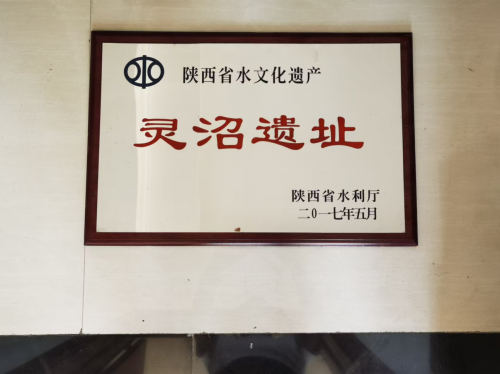 陕西省水文化遗产
灵沼遗址
陕西省水利厅
二〇一七年五月